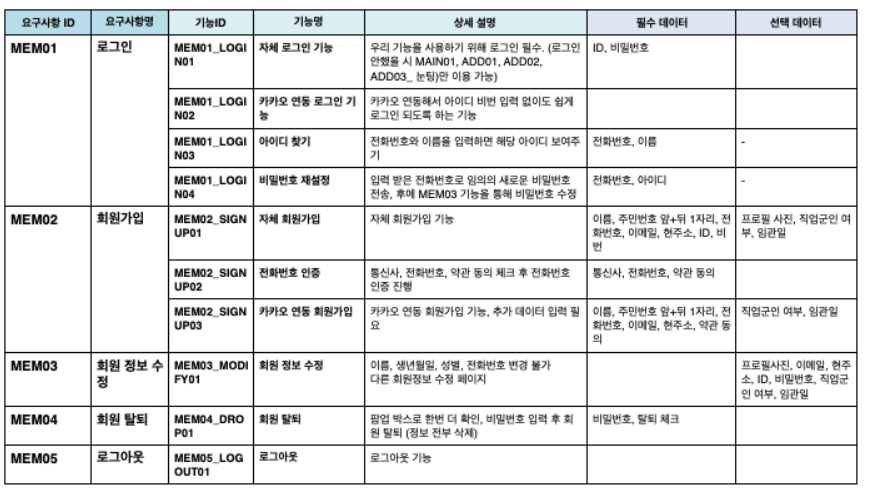 요구사항 ID 요구사항명 기능ID 기능명 상세 설명 필수 데이터 선택 데이터
MEM01 로그인 MEM01_LOGI 자체 로그인 기능 우리 기능을 사용하기 위해 로그인 필수. (로그인 ID, 비밀번호
N01 안했을 시 MAIN01, ADD01, ADD02,
ADD03_ 눈팅)만 이용 가능)
MEM01_LOGI 카카오 연동 로그인 기 카카오 연동해서 아이디 비번 입력 없이도 쉽게
N02 능 로그인 되도록 하는 기능
MEM01_LOGI 아이디 찾기 전화번호와 이름을 입력하면 해당 아이디 보여주 전화번호, 이름 -
N03 기
MEM01_LOGI 비밀번호 재설정 입력 받은 전화번호로 임의의 새로운 비밀번호 전화번호, 아이디 -
N04 전송, 후에 MEM03 기능을 통해 비밀번호 수정
MEM02 회원가입 MEM02_SIGN 자체 회원가입 자체 회원가입 기능 이름, 주민번호 앞+뒤 1자리, 전 프로필 사진, 직업군인 여
UP01 화번호, 이메일, 현주소, ID, 비 부, 임관일
번
MEM02_SIGN 전화번호 인증 통신사, 전화번호, 약관 동의 체크 후 전화번호 통신사, 전화번호, 약관 동의
UP02 인증 진행
MEM02_SIGN 카카오 연동 회원가입 카카오 연동 회원가입 기능, 추가 데이터 입력 필 이름, 주민번호 앞+뒤 1자리, 전 직업군인 여부, 임관일
UP03 요 화번호, 이메일, 현주소, 약관 동
의
MEM03 회원 정보 수 MEM03_MODI 회원 정보 수정 이름, 생년월일, 성별, 전화번호 변경 불가 프로필사진, 이메일, 현주
정 FY01 다른 회원정보 수정 페이지 소, ID, 비밀번호, 직업군
인 여부, 임관일
MEM04 회원 탈퇴 MEM04_DRO 회원 탈퇴 팝업 박스로 한번 더 확인, 비밀번호 입력 후 회 비밀번호, 탈퇴 체크
P01 원 탈퇴 (정보 전부 삭제)
MEM05 로그아웃 MEM05_LOG 로그아웃 로그아웃 기능
OUT01